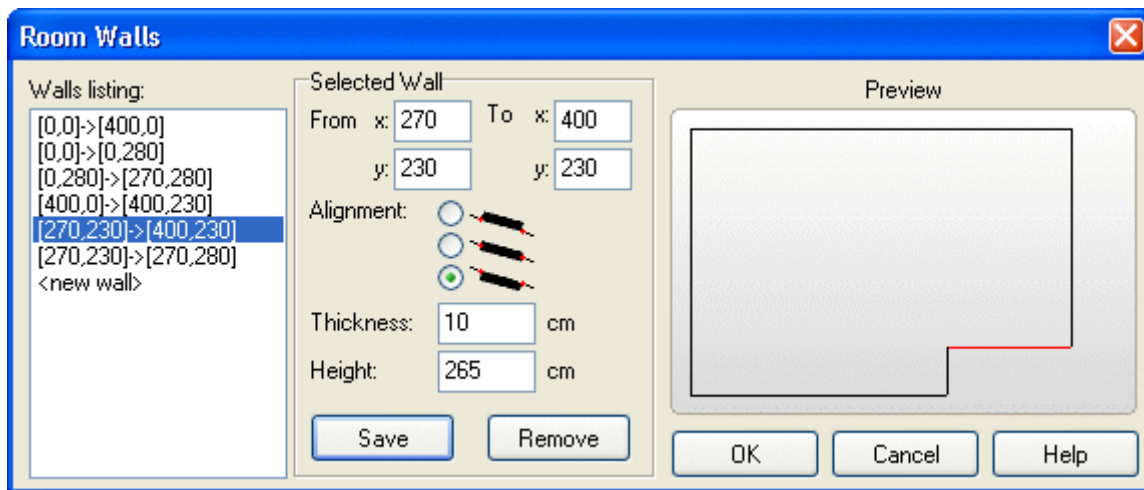 Room Walls
Walls listing:
[0,0]->[400,0]
[0,0]->[0,280]
[0,280]->[270,280]
[400,0]->[400,230]
[270,230]->[400,230]
[270,230]->[270,280]
<new wall>
Selected Wall
From x: 270 To x: 400
y: 230 y: 230
Alignment:
Thickness: 10 cm
Height: 265 cm
Save Remove
Preview
OK Cancel Help